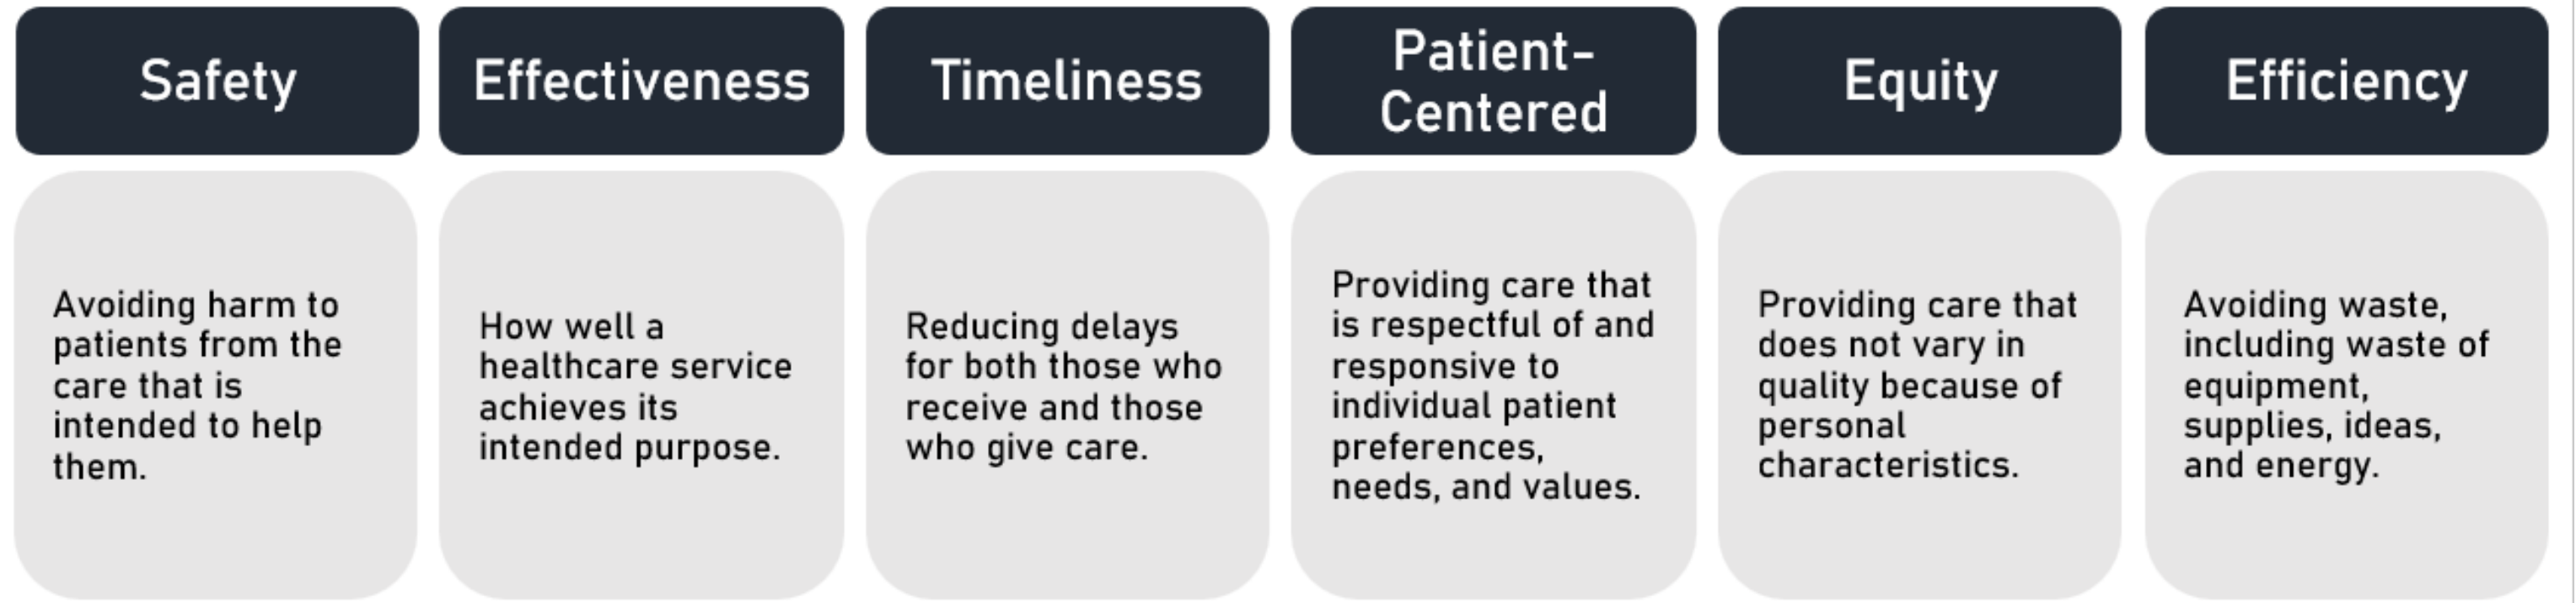 Safety
Avoiding harm to
patients from the
care that is
intended to help
them.
Effectiveness
How well a
healthcare service
achieves its
intended purpose.
Timeliness
Reducing delays
for both those who
receive and those
who give care.
Patient-
Centered
Providing care that
is respectful of and
responsive to
individual patient
preferences,
needs, and values.
Equity
Providing care that
does not vary in
quality because of
personal
characteristics.
Efficiency
Avoiding waste,
including waste of
equipment,
supplies, ideas,
and energy.